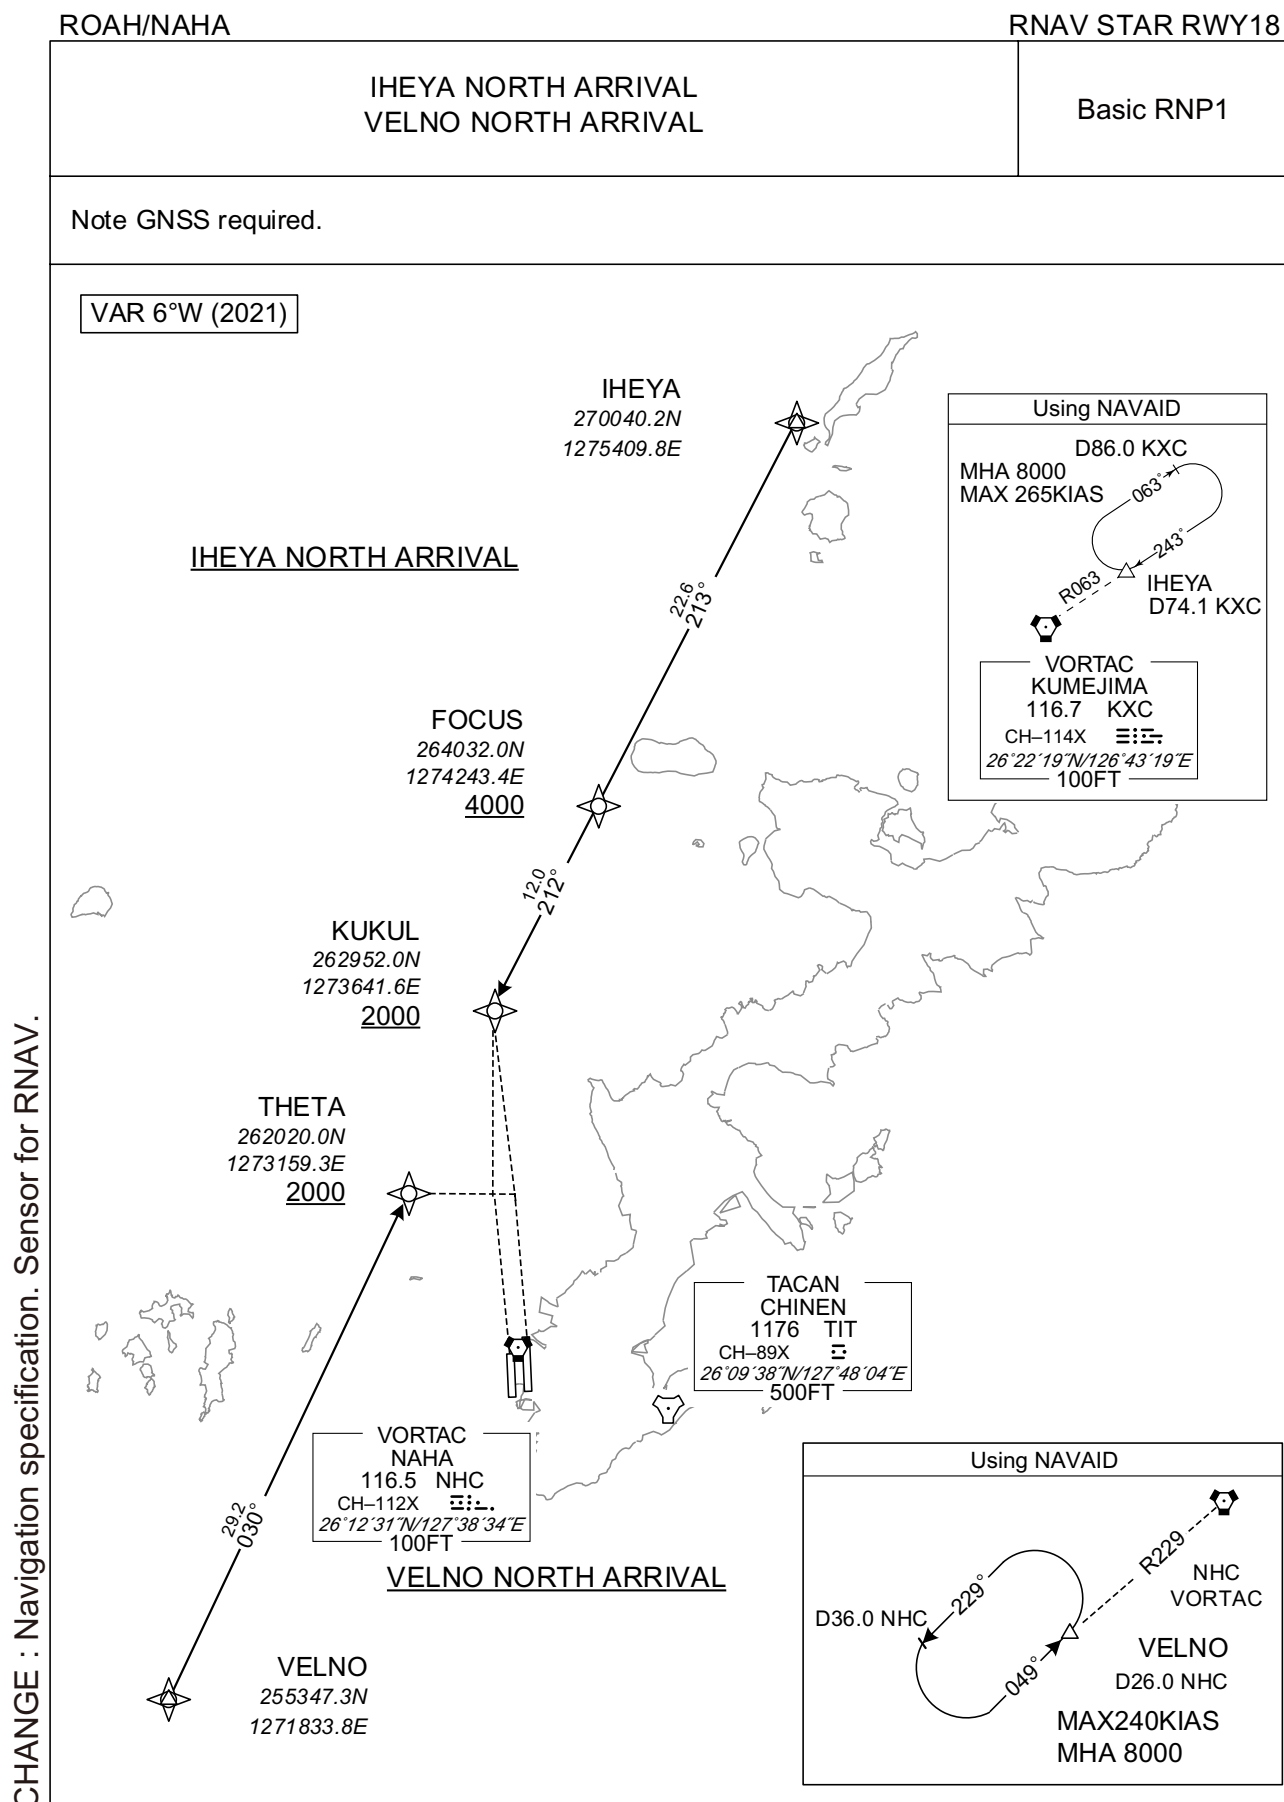 ROAH/NAHA
RNAV STAR RWY18
IHEYA NORTH ARRIVAL
VELNO NORTH ARRIVAL
Basic RNP1
Note GNSS required.
VAR 6°W (2021)
IHEYA
270040.2N
1275409.8E
IHEYA NORTH ARRIVAL
22.6
213°
Using NAVAID
D86.0 KXC
MHA 8000
MAX 265KIAS
063°
243°
R063
IHEYA
D74.1 KXC
VORTAC
KUMEJIMA
116.7 KXC
CH–114X
26°22´19˝N/126°43´19˝E
100FT
FOCUS
264032.0N
1274243.4E
4000
12.0
212°
KUKUL
262952.0N
1273641.6E
2000
THETA
262020.0N
1273159.3E
2000
TACAN
CHINEN
1176 TIT
CH–89X
26°09´38˝N/127°48´04˝E
500FT
VORTAC
NAHA
116.5 NHC
CH–112X
26°12´31˝N/127°38´34˝E
100FT
29.2
030°
VELNO NORTH ARRIVAL
VELNO
255347.3N
1271833.8E
Using NAVAID
R229
NHC
VORTAC
229°
D36.0 NHC
049°
VELNO
D26.0 NHC
MAX240KIAS
MHA 8000
CHANGE : Navigation specification. Sensor for RNAV.